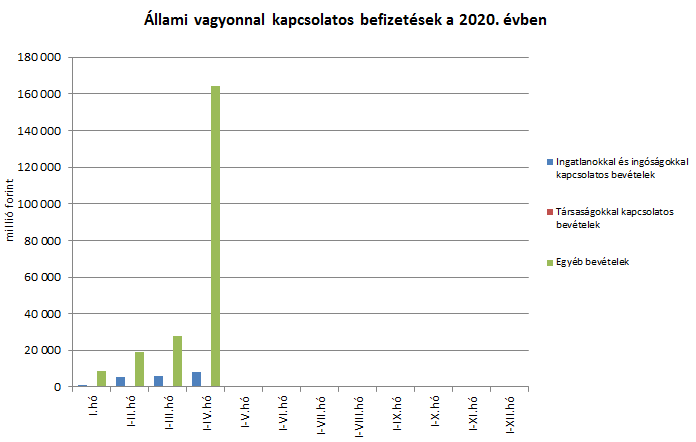 Állami vagyonnal kapcsolatos befizetések a 2020. évben
millió forint
180 000
160 000
140 000
120 000
100 000
80 000
60 000
40 000
20 000
0
I.hó
I-II.hó
I-III.hó
I-IV.hó
I-V.hó
I-VI.hó
I-VII.hó
I-VIII.hó
I-IX.hó
I-X.hó
I-XI.hó
I-XII.hó
Ingatlanokkal és ingóságokkal
kapcsolatos bevételek
Társaságokkal kapcsolatos
bevételek
Egyéb bevételek